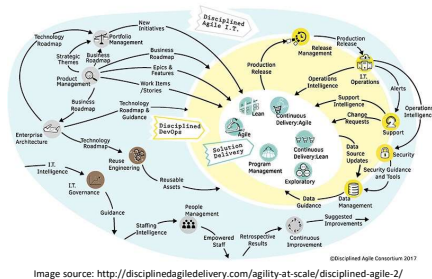 Disciplined
Agile I.T.
Technology
Roadmap
Portfolio
Management
New
Initiatives
Strategic
Themes
Business
Roadmap
Product
Management
Business
Roadmap
Epics &
Features
Work Items
/Stories
Business
Roadmap
Technology
Roadmap &
Guidance
Enterprise
Architecture
Technology
Roadmap
Disciplined
DevOps
Reuse
Engineering
Reusable
Assets
I.T.
Intelligence
I.T.
Governance
Guidance
Staffing
Intelligence
People
Management
Empowered
Staff
Retrospective
Results
Continuous
Improvement
Suggested
Improvements
Solution
Delivery
Lean
Agile
Continuous
Delivery:Agile
Continuous
Delivery:Lean
Program
Management
Exploratory
Production
Release
Release
Management
Production
Release
I.T.
Operations
Operations
Intelligence
Alerts
Operations
Intelligence
Support
Intelligence
Change
Requests
Support
Data
Source
Updates
Security
Security Guidance
and Tools
Data
Management
Data
Guidance
©Disciplined Agile Consortium 2017
Image source: http://disciplinedagiledelivery.com/agility-at-scale/disciplined-agile-2/